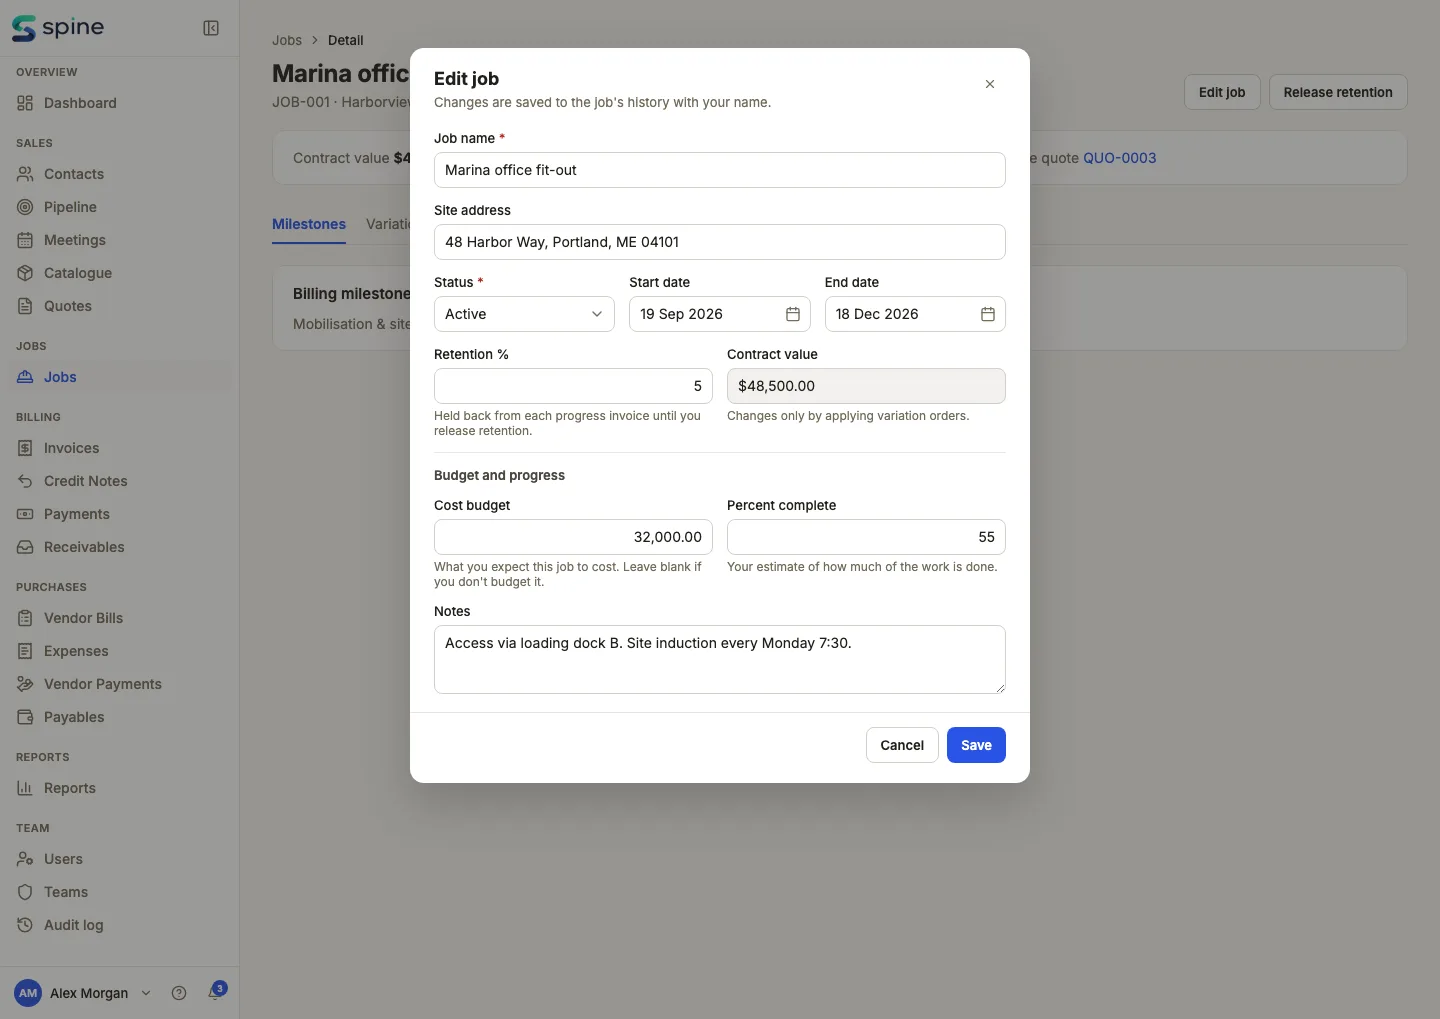 spine
OVERVIEW
Dashboard
SALES
Contacts
Pipeline
Meetings
Catalogue
Quotes
JOBS
Jobs
BILLING
Invoices
Credit Notes
Payments
Receivables
PURCHASES
Vendor Bills
Expenses
Vendor Payments
Payables
REPORTS
Reports
TEAM
Users
Teams
Audit log
AM Alex Morgan
3
Jobs > Detail
Marina offic
JOB-001 · Harborview
Edit job
Release retention
Contract value $4
e quote QUO-0003
Milestones
Variatio
Billing milestone
Mobilisation & site
Edit job
Changes are saved to the job's history with your name.
Job name *
Marina office fit-out
Site address
48 Harbor Way, Portland, ME 04101
Status * Start date End date
Active 19 Sep 2026 18 Dec 2026
Retention % Contract value
5 $48,500.00
Held back from each progress invoice until you
release retention.
Changes only by applying variation orders.
Budget and progress
Cost budget Percent complete
32,000.00 55
What you expect this job to cost. Leave blank if
you don't budget it.
Your estimate of how much of the work is done.
Notes
Access via loading dock B. Site induction every Monday 7:30.
Cancel Save